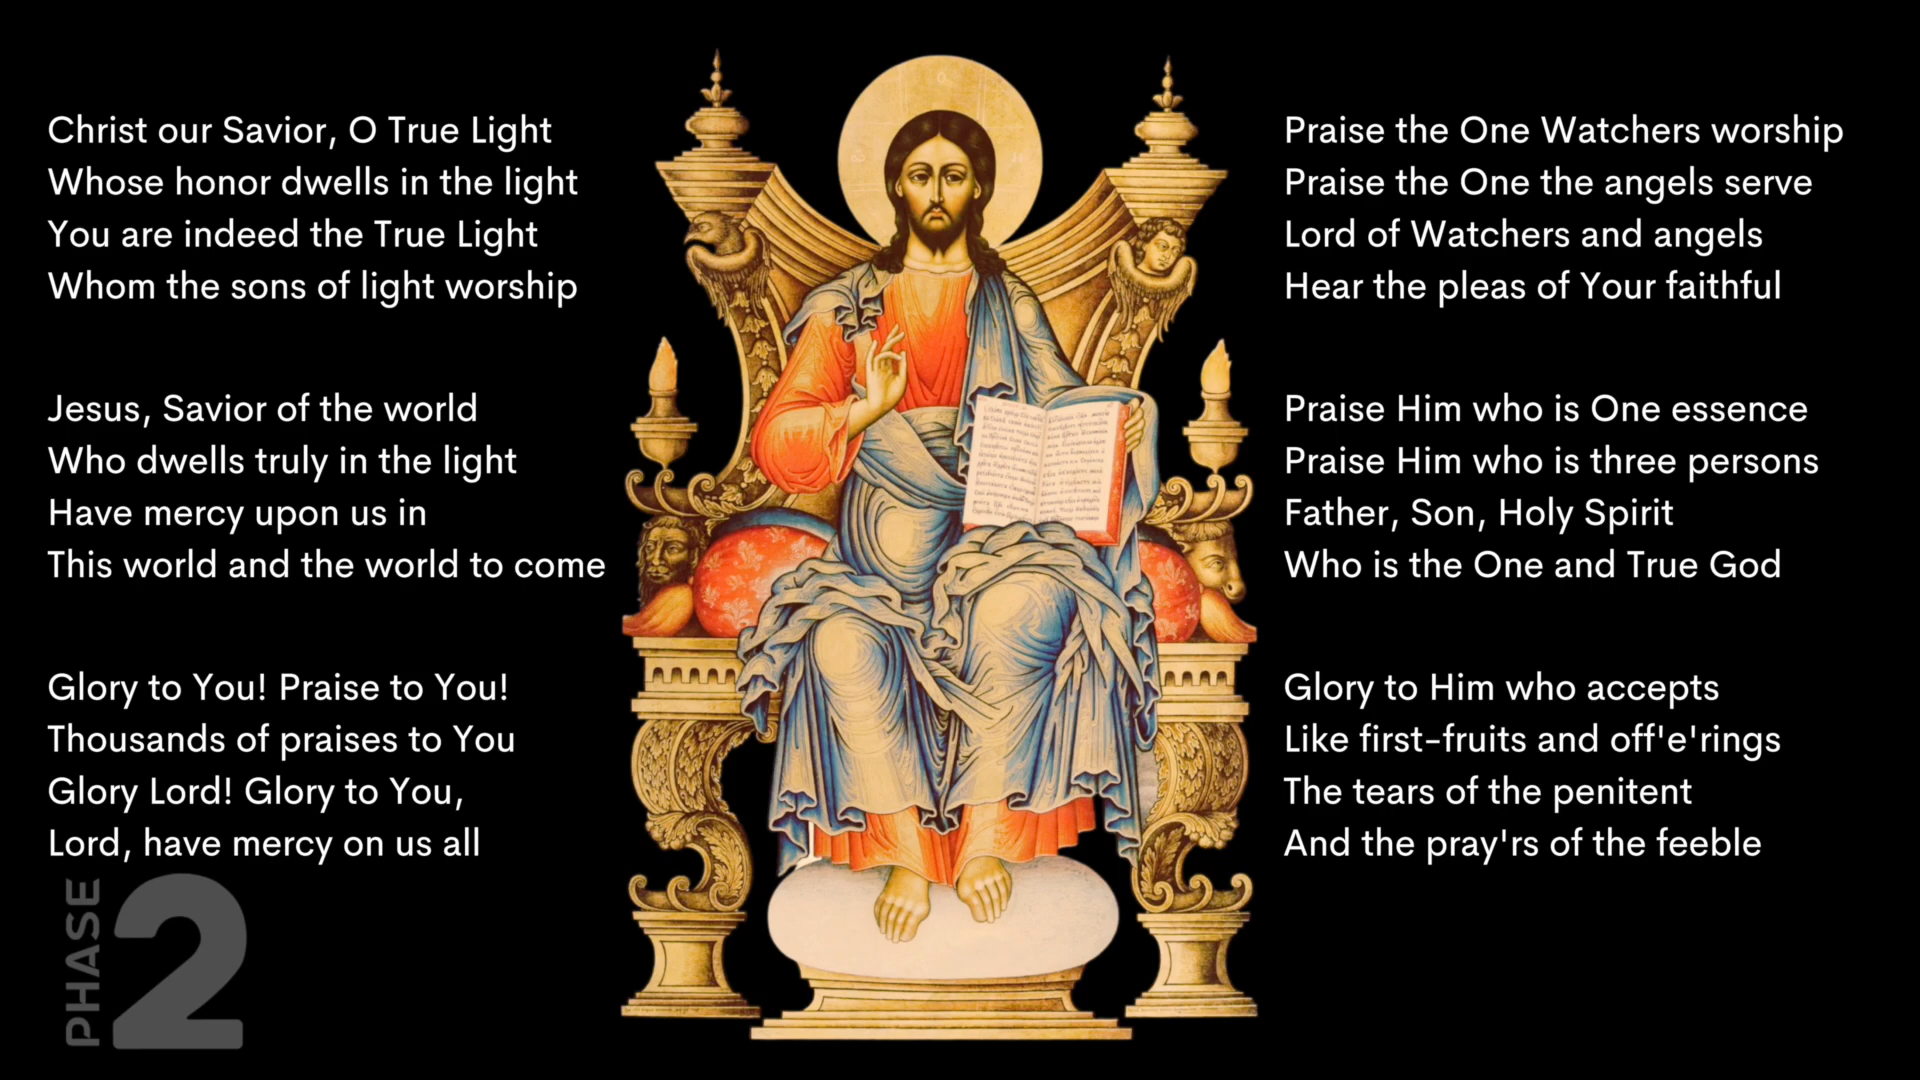 Christ our Savior, O True Light
Whose honor dwells in the light
You are indeed the True Light
Whom the sons of light worship
Jesus, Savior of the world
Who dwells truly in the light
Have mercy upon us in
This world and the world to come
Glory to You! Praise to You!
Thousands of praises to You
Glory Lord! Glory to You,
Lord, have mercy on us all
Praise the One Watchers worship
Praise the One the angels serve
Lord of Watchers and angels
Hear the pleas of Your faithful
Praise Him who is One essence
Praise Him who is three persons
Father, Son, Holy Spirit
Who is the One and True God
Glory to Him who accepts
Like first-fruits and off'e'rings
The tears of the penitent
And the pray'rs of the feeble
PHASE 2